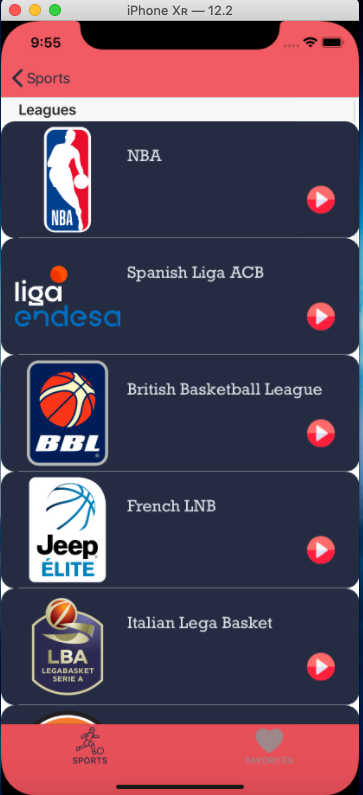 iPhone Xʀ — 12.2
9:55
Sports
Leagues
NBA
NBA
liga
endesa
Spanish Liga ACB
BBL
British Basketball League
Jeep
ÉLITE
French LNB
LBA
LEGABASKET
SERIE A
Italian Lega Basket
SPORTS
FAVORITES